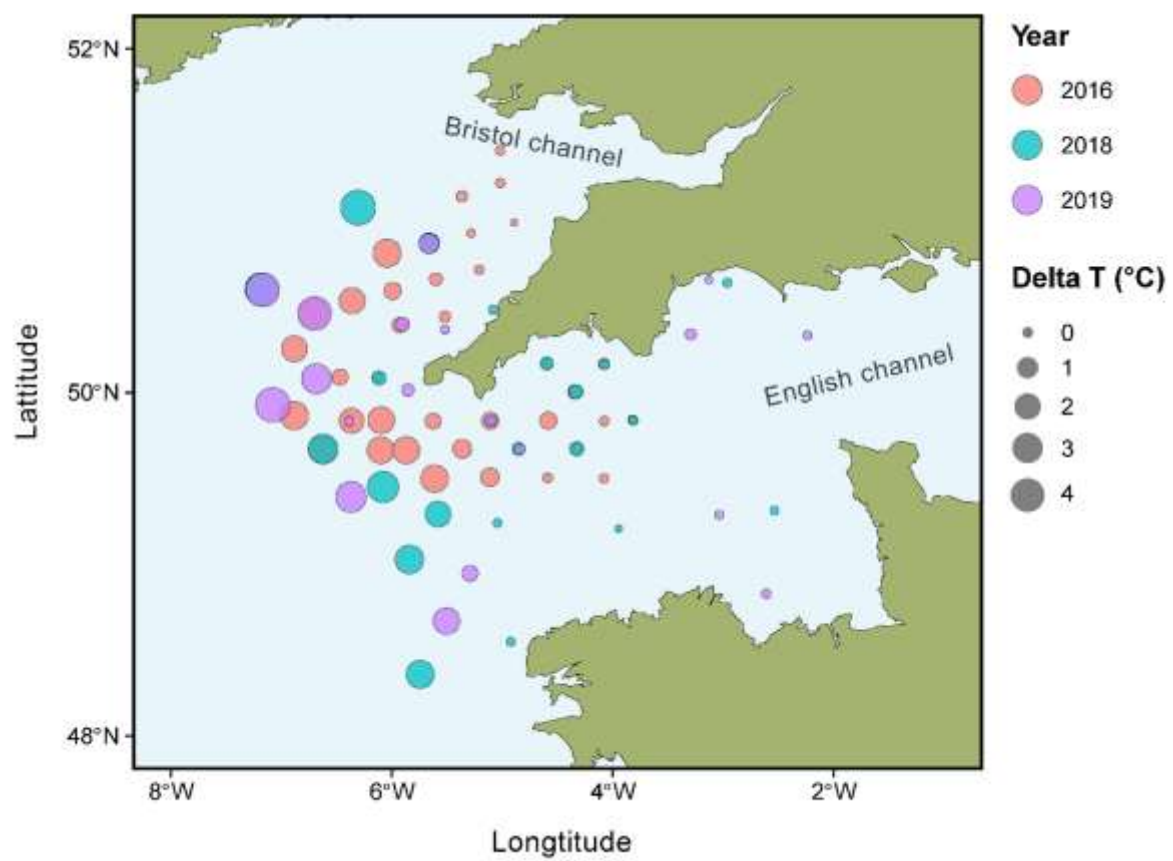 52°N
50°N
48°N
Lattitude
Bristol channel
English channel
8°W
6°W
4°W
2°W
Longtitude
Year
2016
2018
2019
Delta T (°C)
0
1
2
3
4